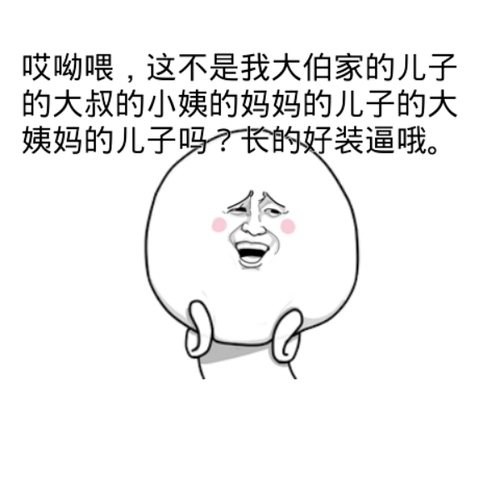 哎呦喂，这不是我大伯家的儿子
的大叔的小姨的妈妈的儿子的大
姨妈的儿子吗？长的好装逼哦。